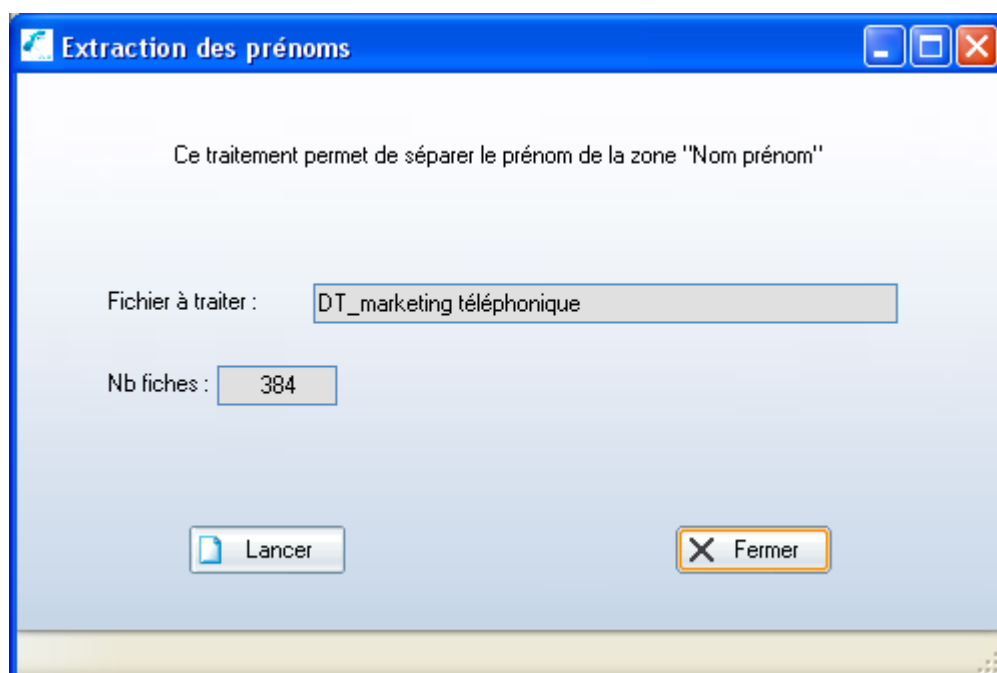 Extraction des prénoms
Ce traitement permet de séparer le prénom de la zone "Nom prénom"
Fichier à traiter : DT_marketing téléphonique
Nb fiches : 384
Lancer Fermer